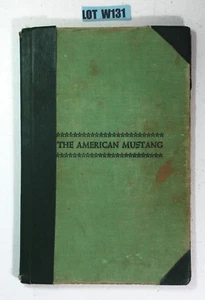 LOT W131
THE AMERICAN MUSTANG